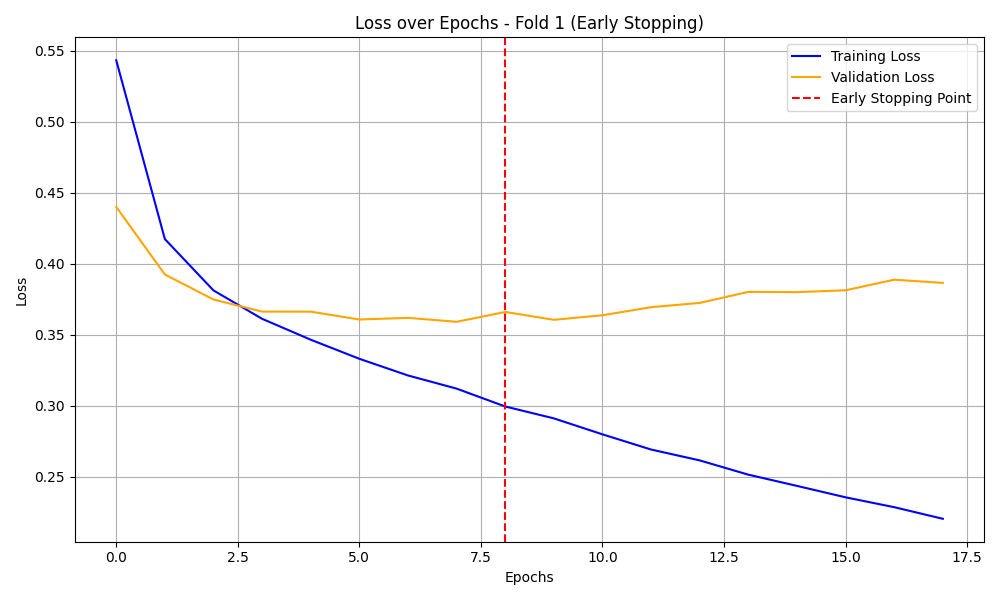 Loss over Epochs - Fold 1 (Early Stopping)
Training Loss
Validation Loss
Early Stopping Point
Loss
0.55
0.50
0.45
0.40
0.35
0.30
0.25
0.0 2.5 5.0 7.5 10.0 12.5 15.0 17.5
Epochs